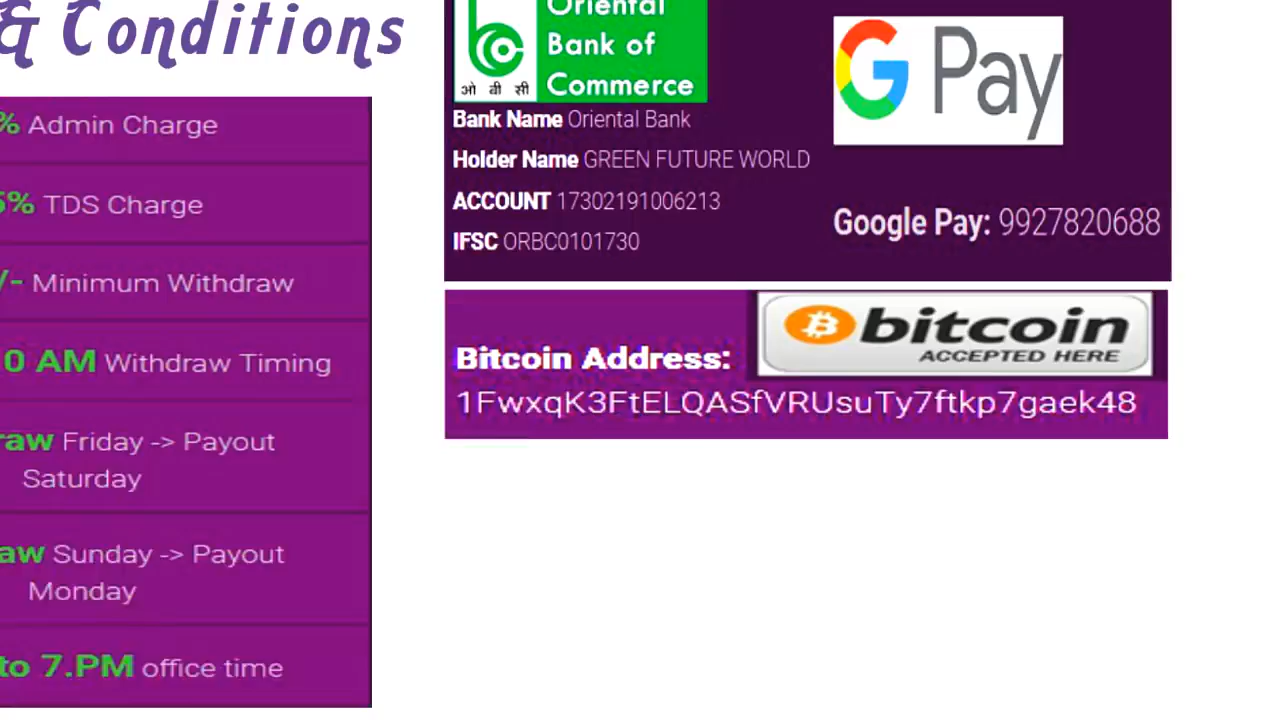 & Conditions
% Admin Charge
5% TDS Charge
/- Minimum Withdraw
0 AM Withdraw Timing
raw Friday -> Payout
Saturday
aw Sunday -> Payout
Monday
to 7.PM office time
Oriental
Bank of
Commerce
ओ बी सी
Bank Name Oriental Bank
Holder Name GREEN FUTURE WORLD
ACCOUNT 17302191006213
IFSC ORBC0101730
G Pay
Google Pay: 9927820688
bitcoin
ACCEPTED HERE
Bitcoin Address:
1FwxqK3FtELQASfVRUsuTy7ftkp7gaek48